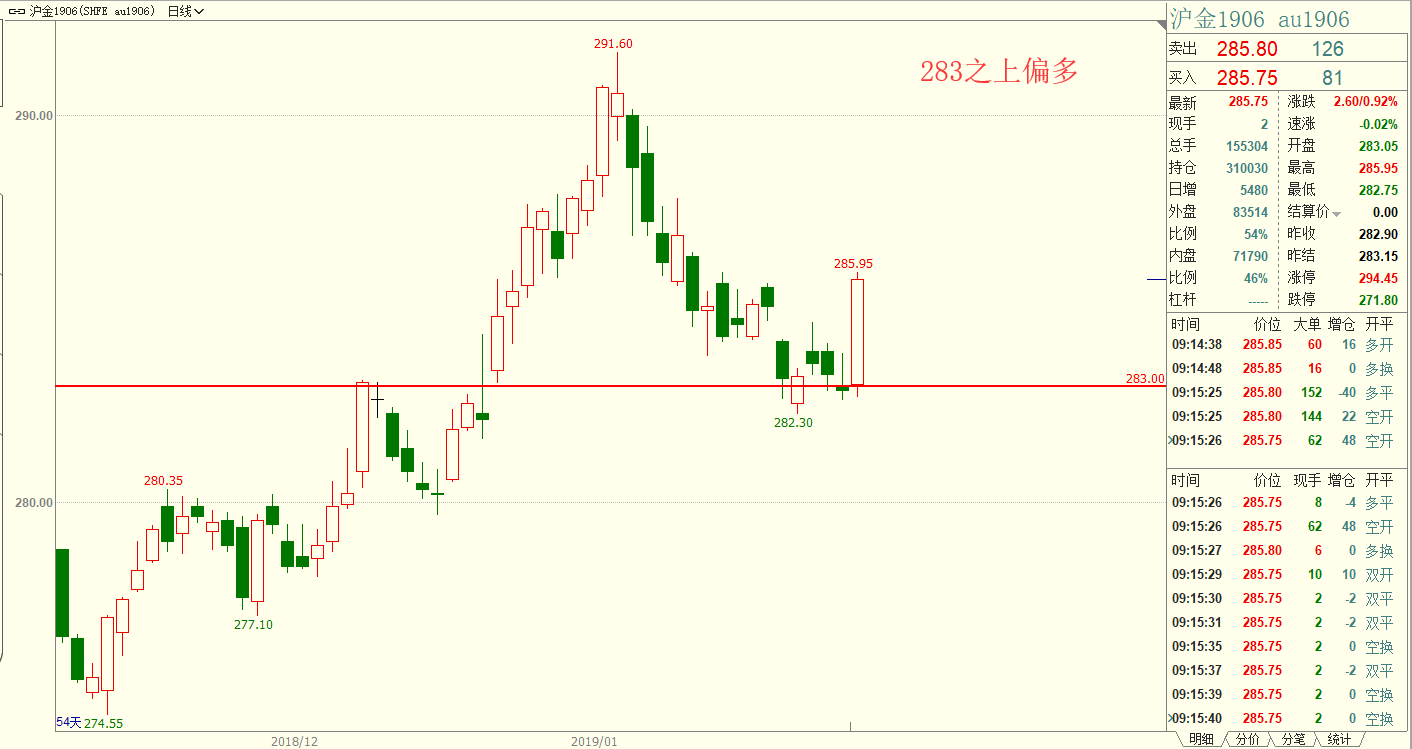 沪金1906(SHFE au1906) 日线
291.60
283之上偏多
290.00
285.95
283.00
282.30
280.35
280.00
277.10
54天 274.55
2018/12 2019/01
沪金1906 au1906
卖出 285.80 126
买入 285.75 81
最新 285.75 涨跌 2.60/0.92%
现手 2 速涨 -0.02%
总手 155304 开盘 283.05
持仓 310030 最高 285.95
日增 5480 最低 282.75
外盘 83514 结算价 0.00
比例 54% 昨收 282.90
内盘 71790 昨结 283.15
比例 46% 涨停 294.45
杠杆 ----- 跌停 271.80
时间 价位 大单 增仓 开平
09:14:38 285.85 60 16 多开
09:14:48 285.85 16 0 多换
09:15:25 285.80 152 -40 多平
09:15:25 285.80 144 22 空开
09:15:26 285.75 62 48 空开
时间 价位 现手 增仓 开平
09:15:26 285.75 8 -4 多平
09:15:26 285.75 62 48 空开
09:15:27 285.80 6 0 多换
09:15:29 285.75 10 10 双开
09:15:30 285.75 2 -2 双平
09:15:31 285.75 2 -2 双平
09:15:35 285.75 2 0 空换
09:15:37 285.75 2 -2 双平
09:15:39 285.75 2 0 空换
09:15:40 285.75 2 0 空换
明细 分价 分笔 统计